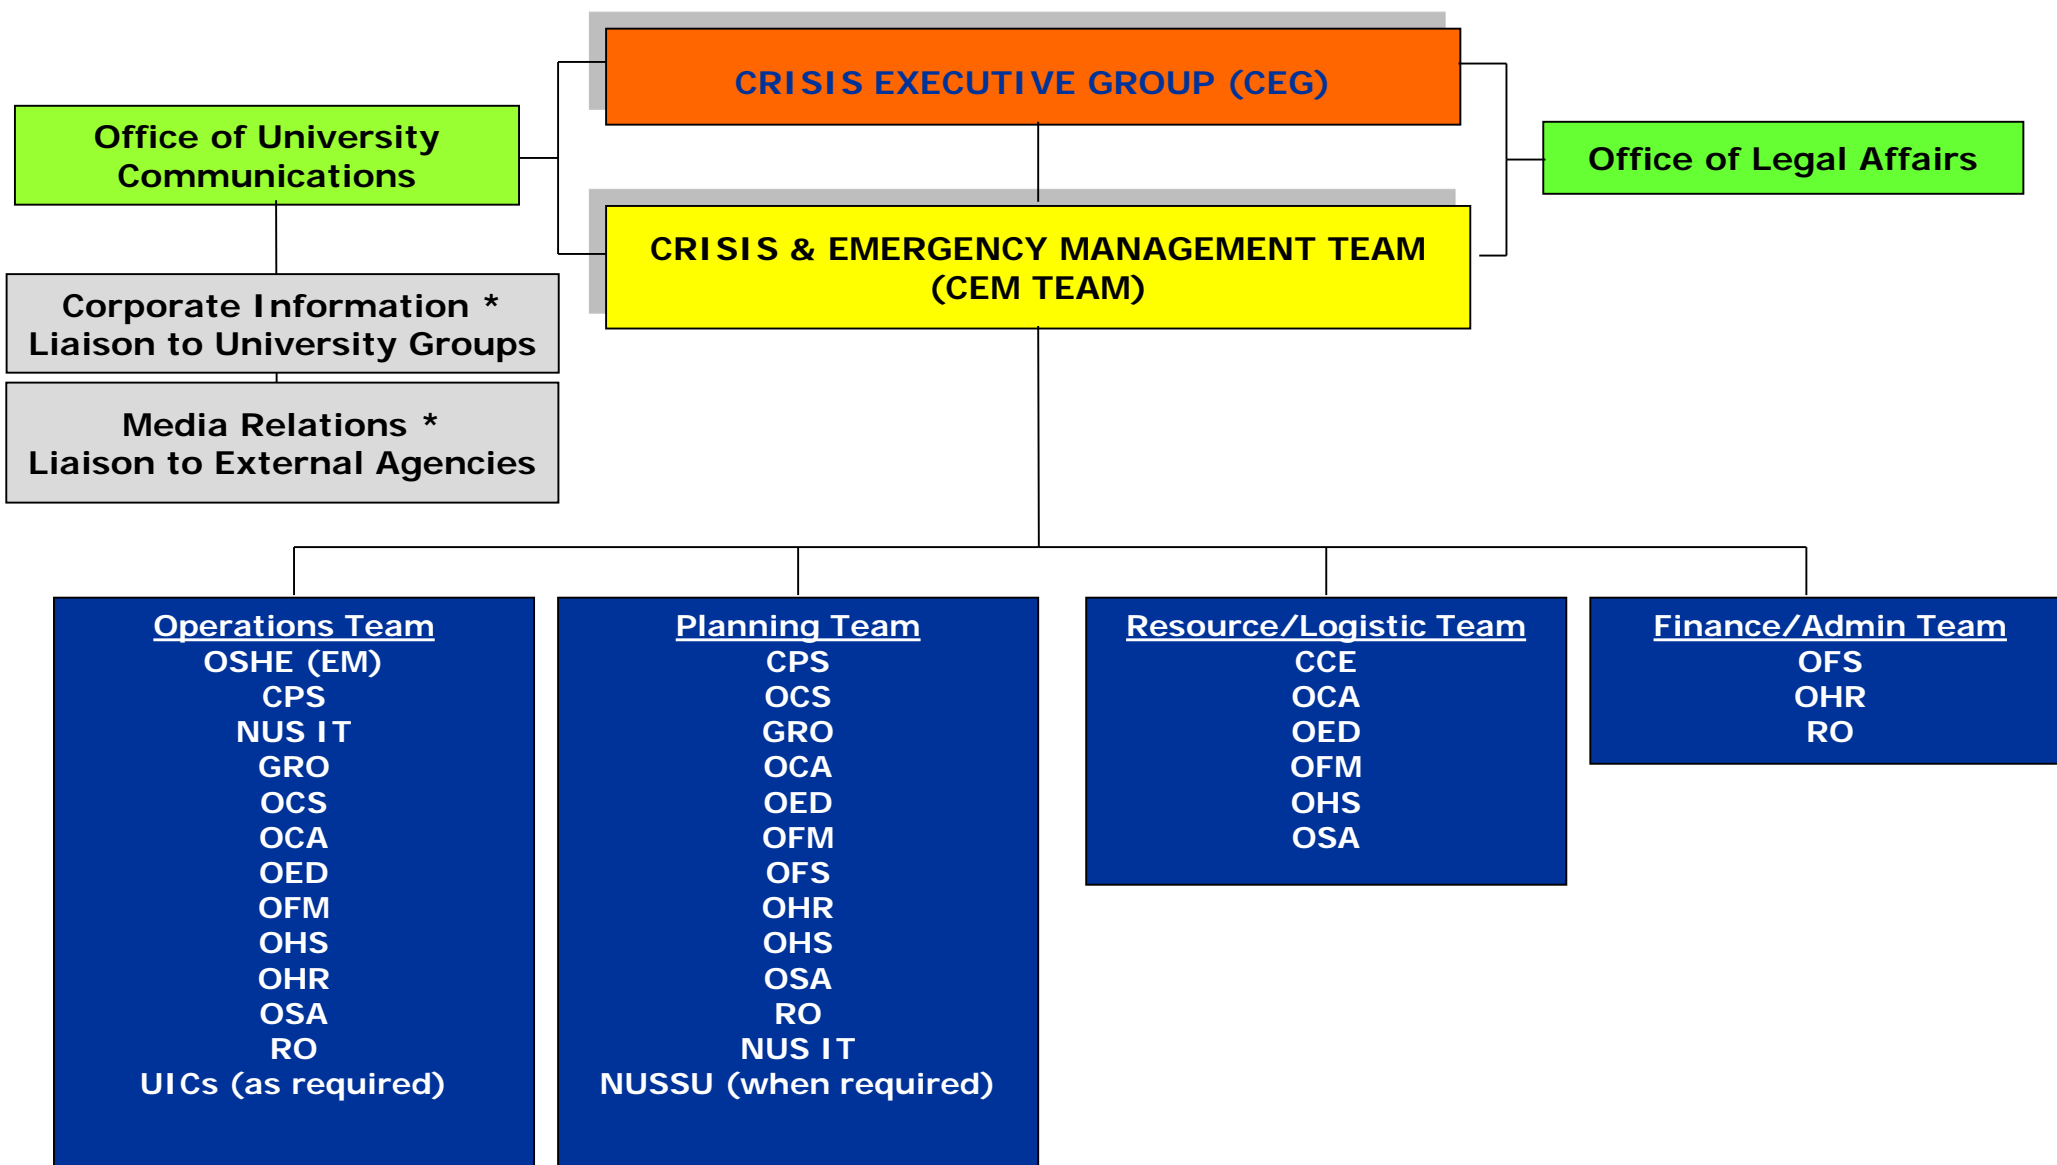 CRISIS EXECUTIVE GROUP (CEG)
Office of University
Communications
Office of Legal Affairs
CRISIS & EMERGENCY MANAGEMENT TEAM
(CEM TEAM)
Corporate Information *
Liaison to University Groups
Media Relations *
Liaison to External Agencies
Operations Team
OSHE (EM)
CPS
NUS IT
GRO
OCS
OCA
OED
OFM
OHS
OHR
OSA
RO
UICs (as required)
Planning Team
CPS
OCS
GRO
OCA
OED
OFM
OFS
OHR
OHS
OSA
RO
NUS IT
NUSSU (when required)
Resource/Logistic Team
CCE
OCA
OED
OFM
OHS
OSA
Finance/Admin Team
OFS
OHR
RO